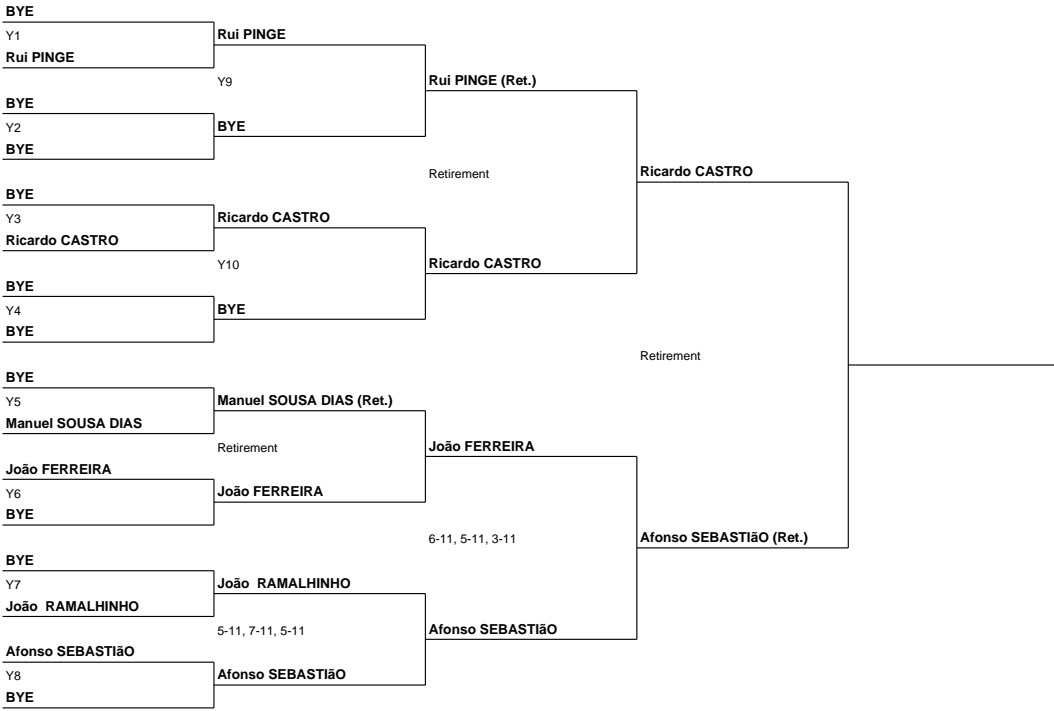 BYE
Y1
Rui PINGE
Rui PINGE
Y9
Rui PINGE (Ret.)
BYE
Y2
BYE
BYE
Retirement
Ricardo CASTRO
BYE
Y3
Ricardo CASTRO
Ricardo CASTRO
Y10
Ricardo CASTRO
BYE
Y4
BYE
BYE
Retirement
BYE
Y5
Manuel SOUSA DIAS (Ret.)
Manuel SOUSA DIAS
Retirement
João FERREIRA
João FERREIRA
Y6
João FERREIRA
BYE
6-11, 5-11, 3-11
Afonso SEBASTIãO (Ret.)
BYE
Y7
João  RAMALHINHO
João  RAMALHINHO
5-11, 7-11, 5-11
Afonso SEBASTIãO
Afonso SEBASTIãO
Y8
Afonso SEBASTIãO
BYE